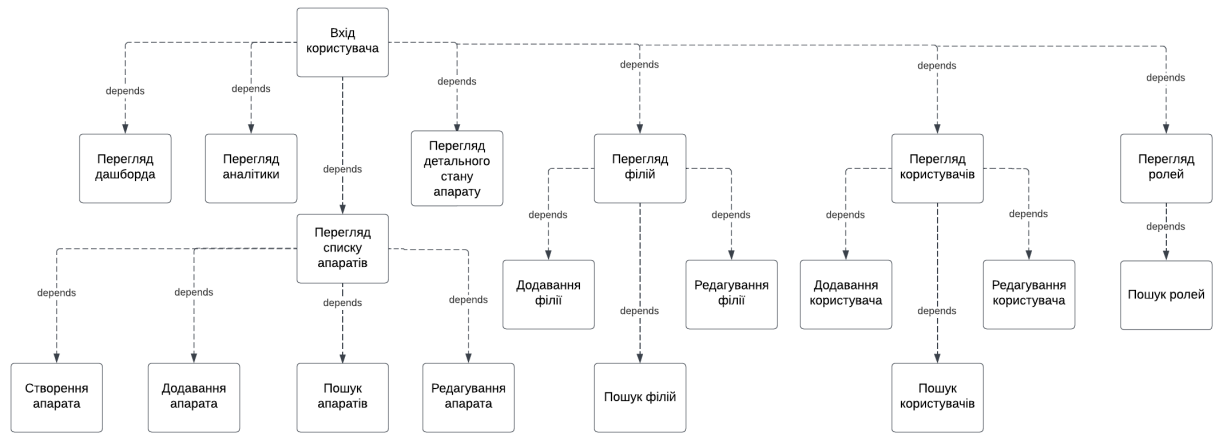 Вхід
користувача
depends
depends
depends
depends
depends
depends
depends
Перегляд
дашборда
Перегляд
аналітики
Перегляд
детального
стану
апарату
Перегляд
філій
Перегляд
користувачів
Перегляд
ролей
Перегляд
списку
апаратів
depends
depends
depends
depends
depends
depends
depends
depends
depends
depends
depends
Додавання
філії
Редагування
філії
Додавання
користувача
Редагування
користувача
Пошук ролей
Створення
апарата
Додавання
апарата
Пошук
апаратів
Редагування
апарата
Пошук філій
Пошук
користувачів